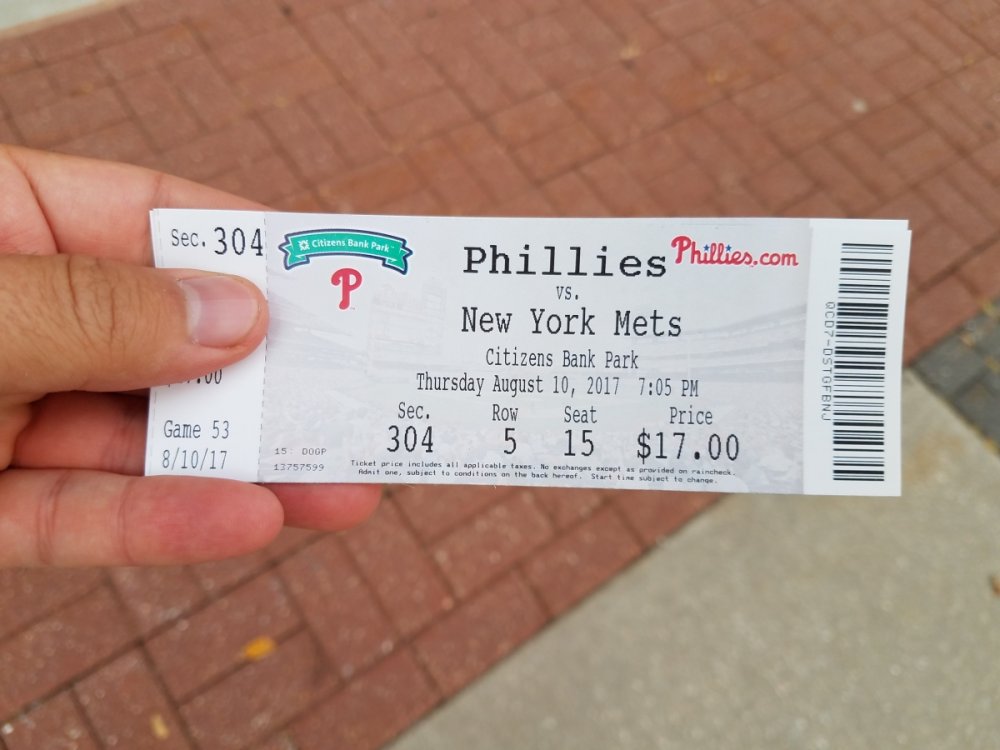 Sec. 304
Game 53
8/10/17
Citizens Bank Park
P
Phillies
Phillies.com
vs.
New York Mets
Citizens Bank Park
Thursday August 10, 2017 7:05 PM
Sec. Row Seat Price
304 5 15 $17.00
15: DOGP
13757599
Ticket price includes all applicable taxes. No exchanges except as provided on raincheck.
Admit one, subject to conditions on the back hereof. Start time subject to change.
QCD7-DSTGPBNJ